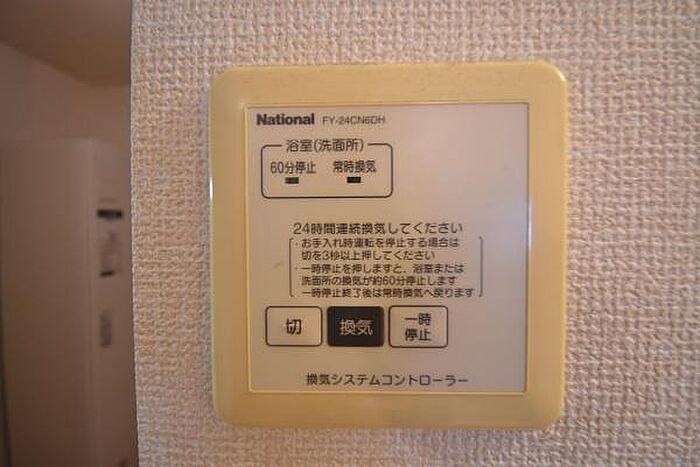 National FY-24CN6DH
浴室(洗面所)
60分停止 常時換気
24時間連続換気してください
・お手入れ時運転を停止する場合は
切を3秒以上押してください
・一時停止を押しますと、浴室または
洗面所の換気が約60分停止します
一時停止終了後は常時換気へ戻ります
切 換気 一時
停止
換気システムコントローラー